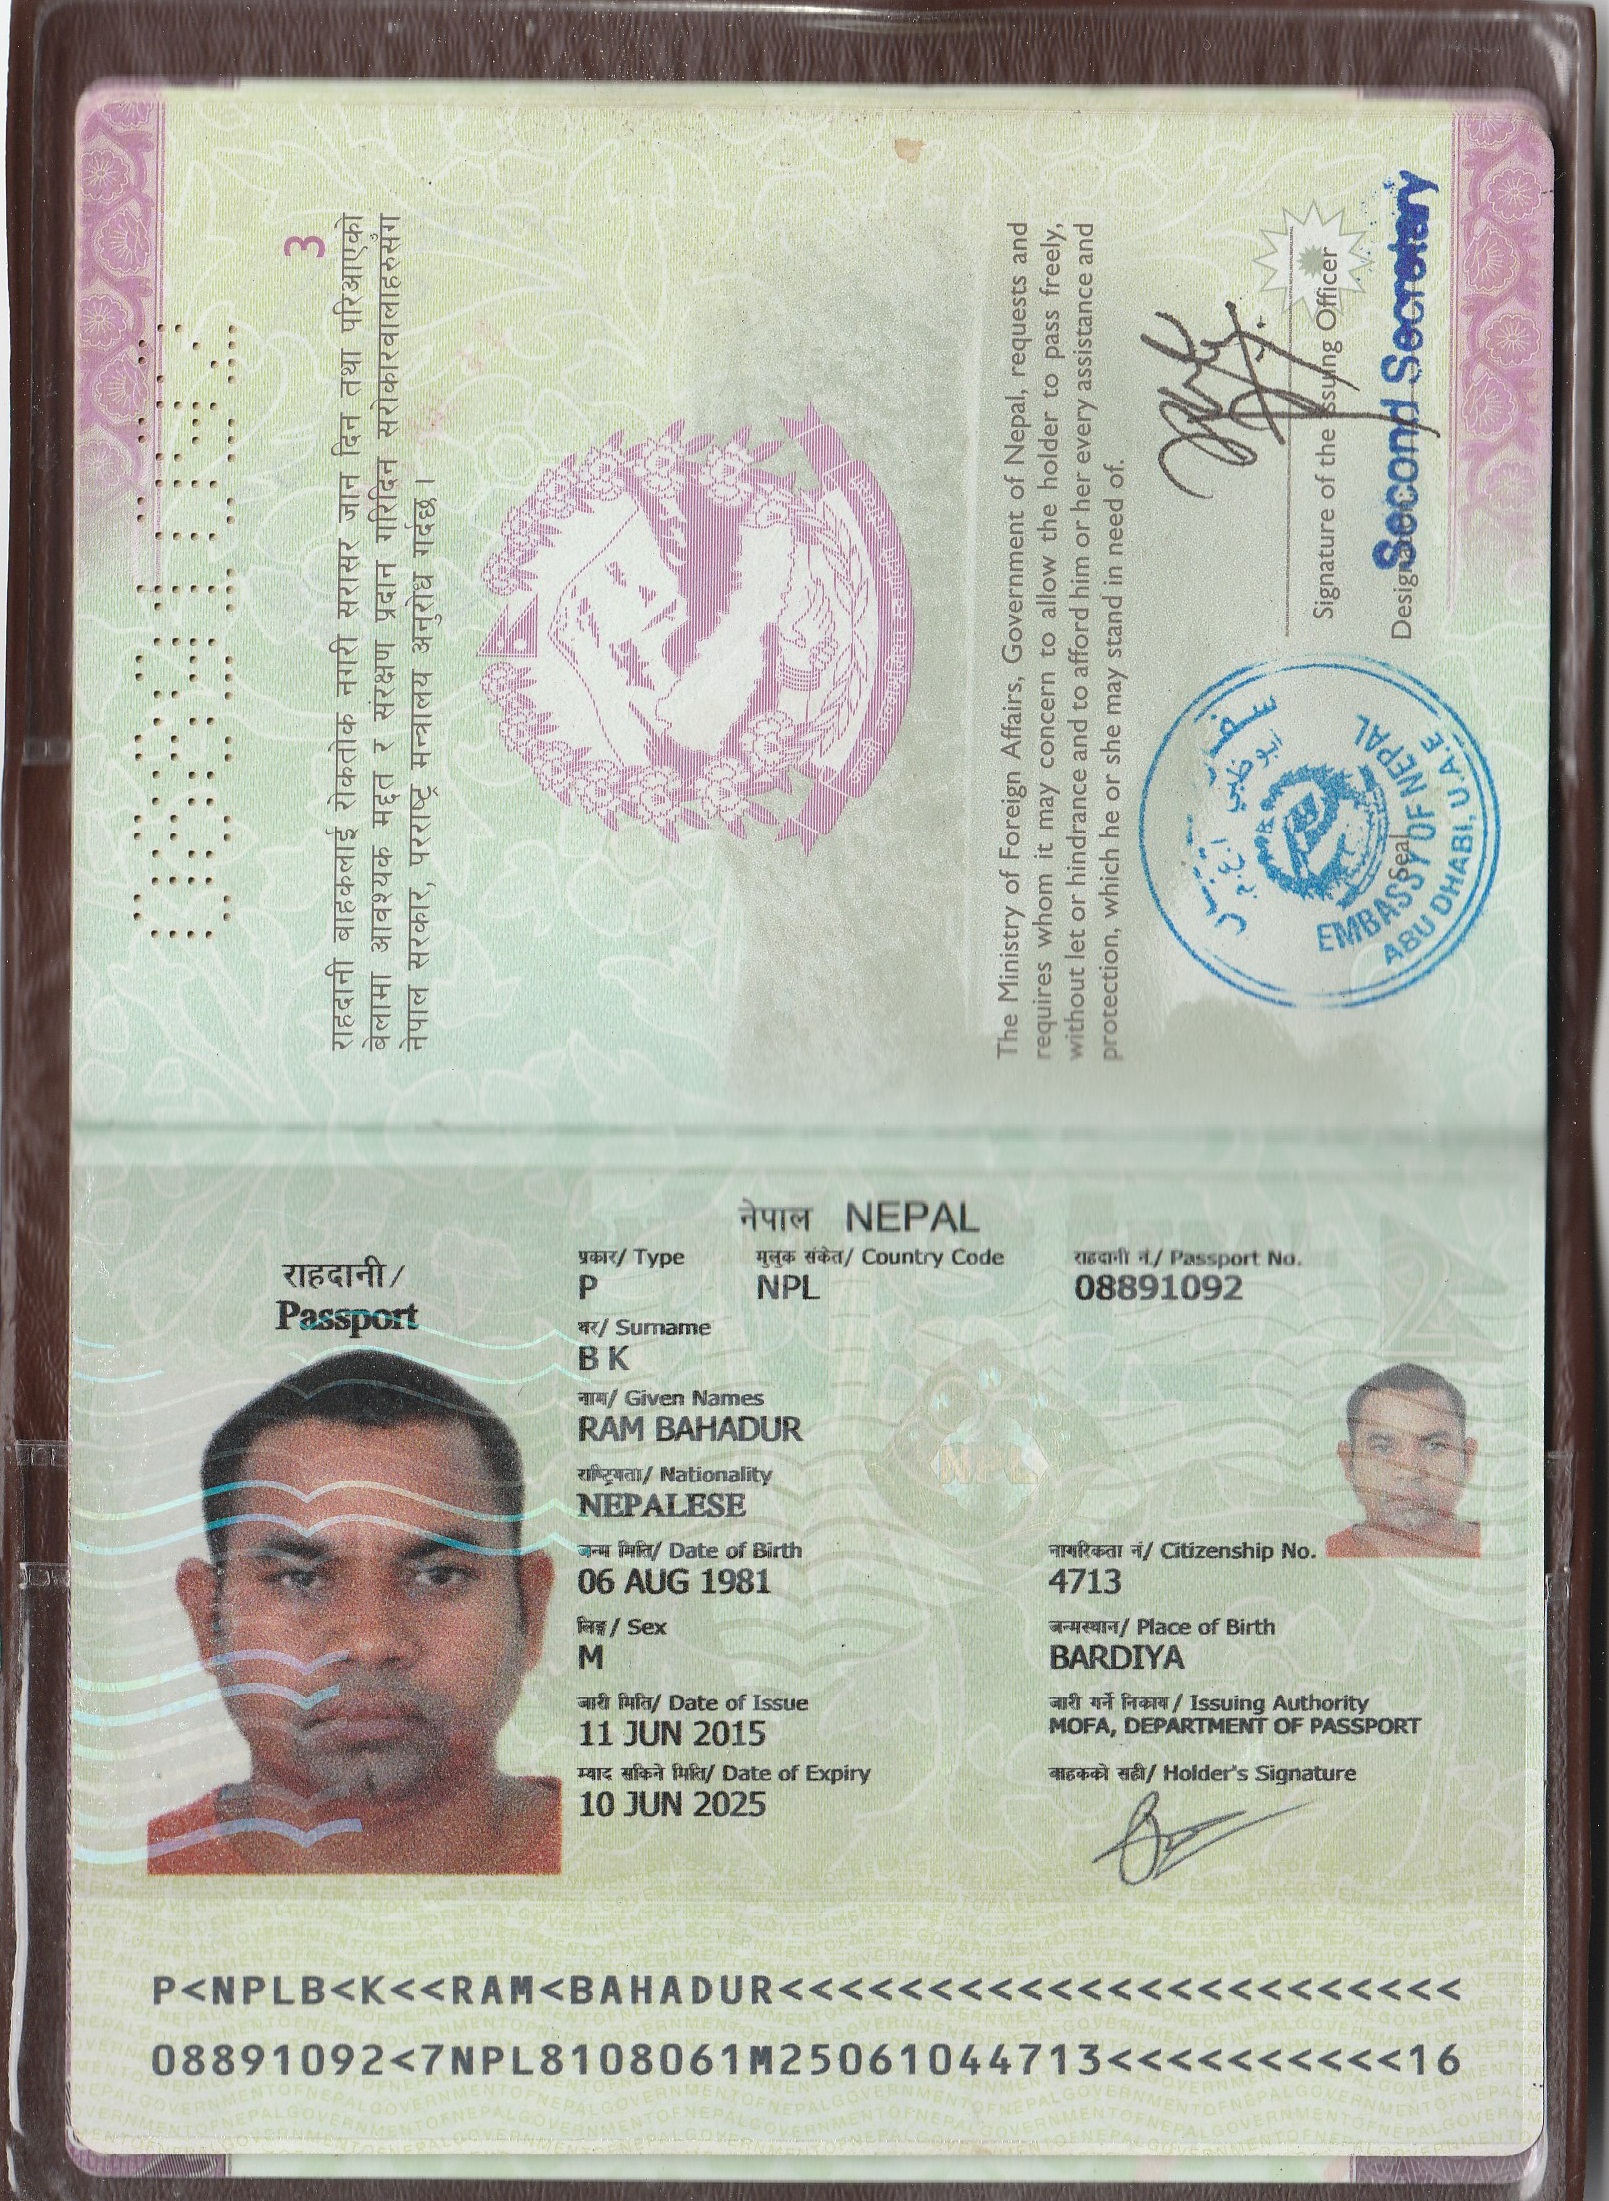 3
राहदानी बाहकलाई रोकतोक नगरी सरासर जान दिन तथा परिआएको
बेलामा आवश्यक मद्दत र संरक्षण प्रदान गरिदिन सरोकारवालाहरुसँग
नेपाल सरकार, परराष्ट्र मन्त्रालय अनुरोध गर्दछ ।
The Ministry of Foreign Affairs, Government of Nepal, requests and
requires whom it may concern to allow the holder to pass freely,
without let or hindrance and to afford him or her every assistance and
protection, which he or she may stand in need of.
Signature of the Issuing Officer
Second Secretary
Seal
EMBASSY OF NEPAL
ABU DHABI, U.A.E
नेपाल NEPAL
राहदानी/
Passport
प्रकार/ Type मुलुक संकेत/ Country Code राहदानी नं./ Passport No.
P NPL 08891092
थर/ Surname
B K
नाम/ Given Names
RAM BAHADUR
राष्ट्रियता/ Nationality
NEPALESE
जन्म मिति/ Date of Birth नागरिकता नं/ Citizenship No.
06 AUG 1981 4713
लिङ्ग/ Sex जन्मस्थान/ Place of Birth
M BARDIYA
जारी मिति/ Date of Issue जारी गर्ने निकाय/ Issuing Authority
11 JUN 2015 MOFA, DEPARTMENT OF PASSPORT
म्याद सकिने मिति/ Date of Expiry बाहकको सही/ Holder's Signature
10 JUN 2025
P<NPLB<K<<RAM<BAHADUR<<<<<<<<<<<<<<<<<<<<<<<
08891092<7NPL8108061M25061044713<<<<<<<<<<16